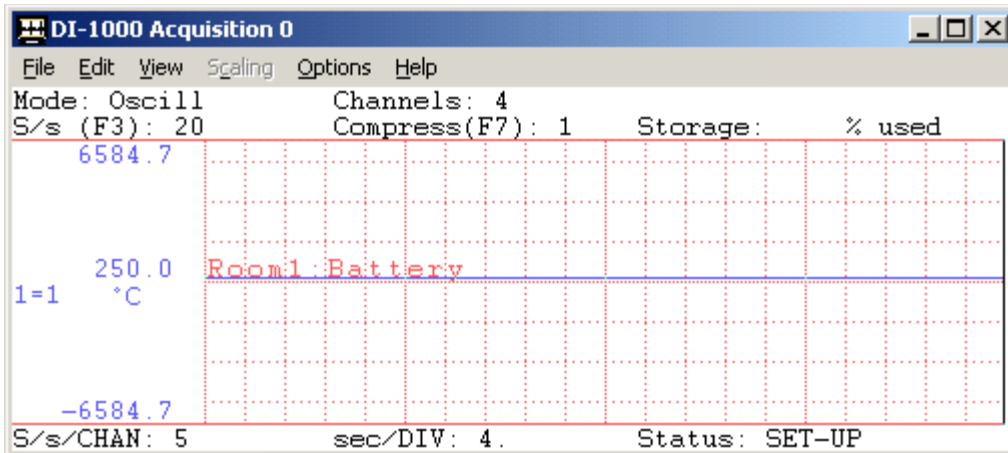 DI-1000 Acquisition 0
File Edit View Scaling Options Help
Mode: Oscill Channels: 4
S/s (F3): 20 Compress(F7): 1 Storage: % used
6584.7
250.0 Room1:Battery
1=1 °C
-6584.7
S/s/CHAN: 5 sec/DIV: 4. Status: SET-UP